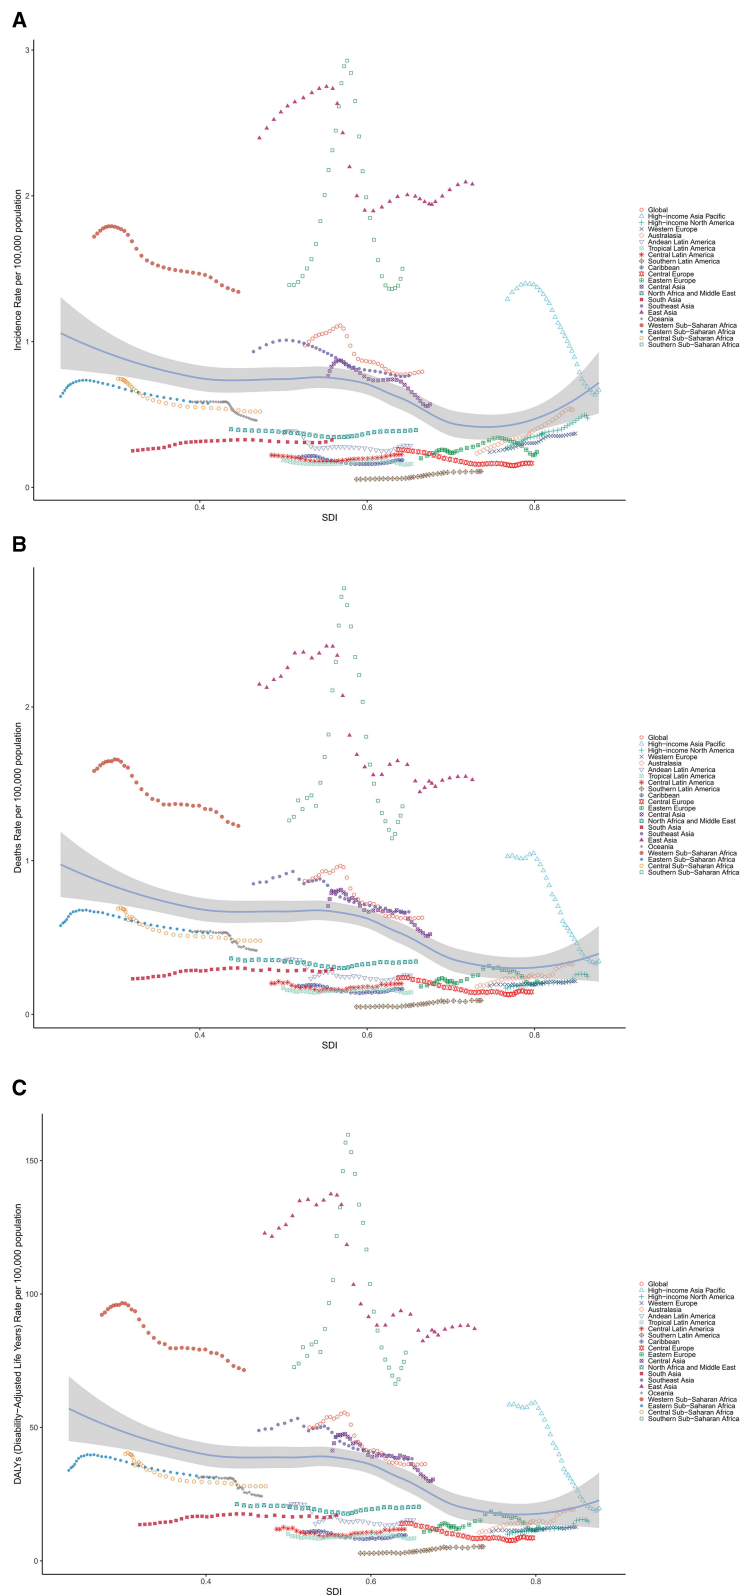 A
3
2
1
0
Incidence Rate per 100,000 population
0.4
0.6
0.8
SDI
Global
High−income Asia Pacific
High−income North America
Western Europe
Australasia
Andean Latin America
Tropical Latin America
Central Latin America
Southern Latin America
Caribbean
Central Europe
Eastern Europe
Central Asia
North Africa and Middle East
South Asia
Southeast Asia
East Asia
Oceania
Western Sub−Saharan Africa
Eastern Sub−Saharan Africa
Central Sub−Saharan Africa
Southern Sub−Saharan Africa
B
2
1
0
Deaths Rate per 100,000 population
0.4
0.6
0.8
SDI
Global
High−income Asia Pacific
High−income North America
Western Europe
Australasia
Andean Latin America
Tropical Latin America
Central Latin America
Southern Latin America
Caribbean
Central Europe
Eastern Europe
Central Asia
North Africa and Middle East
South Asia
Southeast Asia
East Asia
Oceania
Western Sub−Saharan Africa
Eastern Sub−Saharan Africa
Central Sub−Saharan Africa
Southern Sub−Saharan Africa
C
150
100
50
0
DALYs (Disability−Adjusted Life Years) Rate per 100,000 population
0.4
0.6
0.8
SDI
Global
High−income Asia Pacific
High−income North America
Western Europe
Australasia
Andean Latin America
Tropical Latin America
Central Latin America
Southern Latin America
Caribbean
Central Europe
Eastern Europe
Central Asia
North Africa and Middle East
South Asia
Southeast Asia
East Asia
Oceania
Western Sub−Saharan Africa
Eastern Sub−Saharan Africa
Central Sub−Saharan Africa
Southern Sub−Saharan Africa